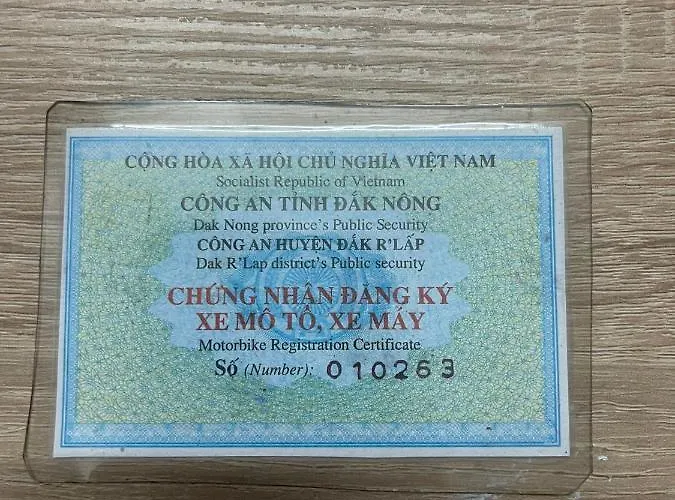 CỘNG HÒA XÃ HỘI CHỦ NGHĨA VIỆT NAM
Socialist Republic of Vietnam
CÔNG AN TỈNH ĐẮK NÔNG
Dak Nong province's Public Security
CÔNG AN HUYỆN ĐẮK R'LẤP
Dak R'Lap district's Public security
CHỨNG NHẬN ĐĂNG KÝ
XE MÔ TÔ, XE MÁY
Motorbike Registration Certificate
Số (Number): 010263